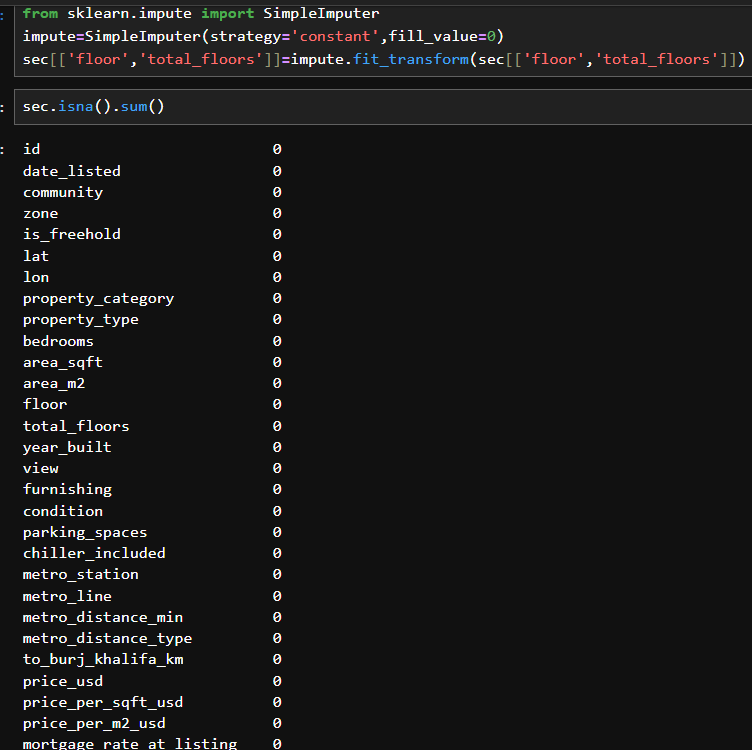 from sklearn.impute import SimpleImputer
impute=SimpleImputer(strategy='constant',fill_value=0)
sec[['floor','total_floors']]=impute.fit_transform(sec[['floor','total_floors']])
: sec.isna().sum()
: id 0
date_listed 0
community 0
zone 0
is_freehold 0
lat 0
lon 0
property_category 0
property_type 0
bedrooms 0
area_sqft 0
area_m2 0
floor 0
total_floors 0
year_built 0
view 0
furnishing 0
condition 0
parking_spaces 0
chiller_included 0
metro_station 0
metro_line 0
metro_distance_min 0
metro_distance_type 0
to_burj_khalifa_km 0
price_usd 0
price_per_sqft_usd 0
price_per_m2_usd 0
mortgage_rate_at_listing 0